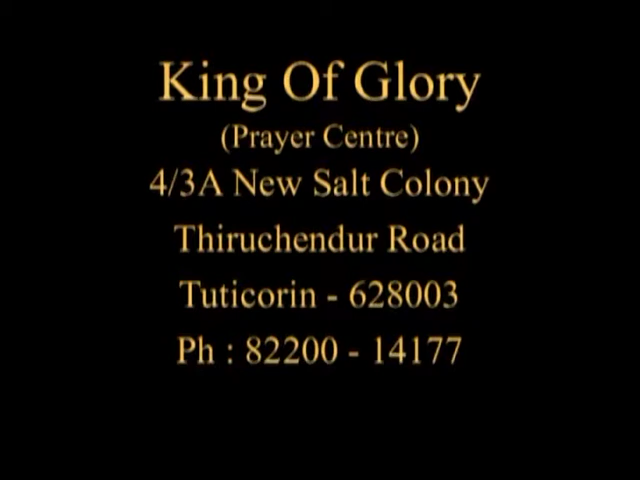 King Of Glory
(Prayer Centre)
4/3A New Salt Colony
Thiruchendur Road
Tuticorin - 628003
Ph : 82200 - 14177